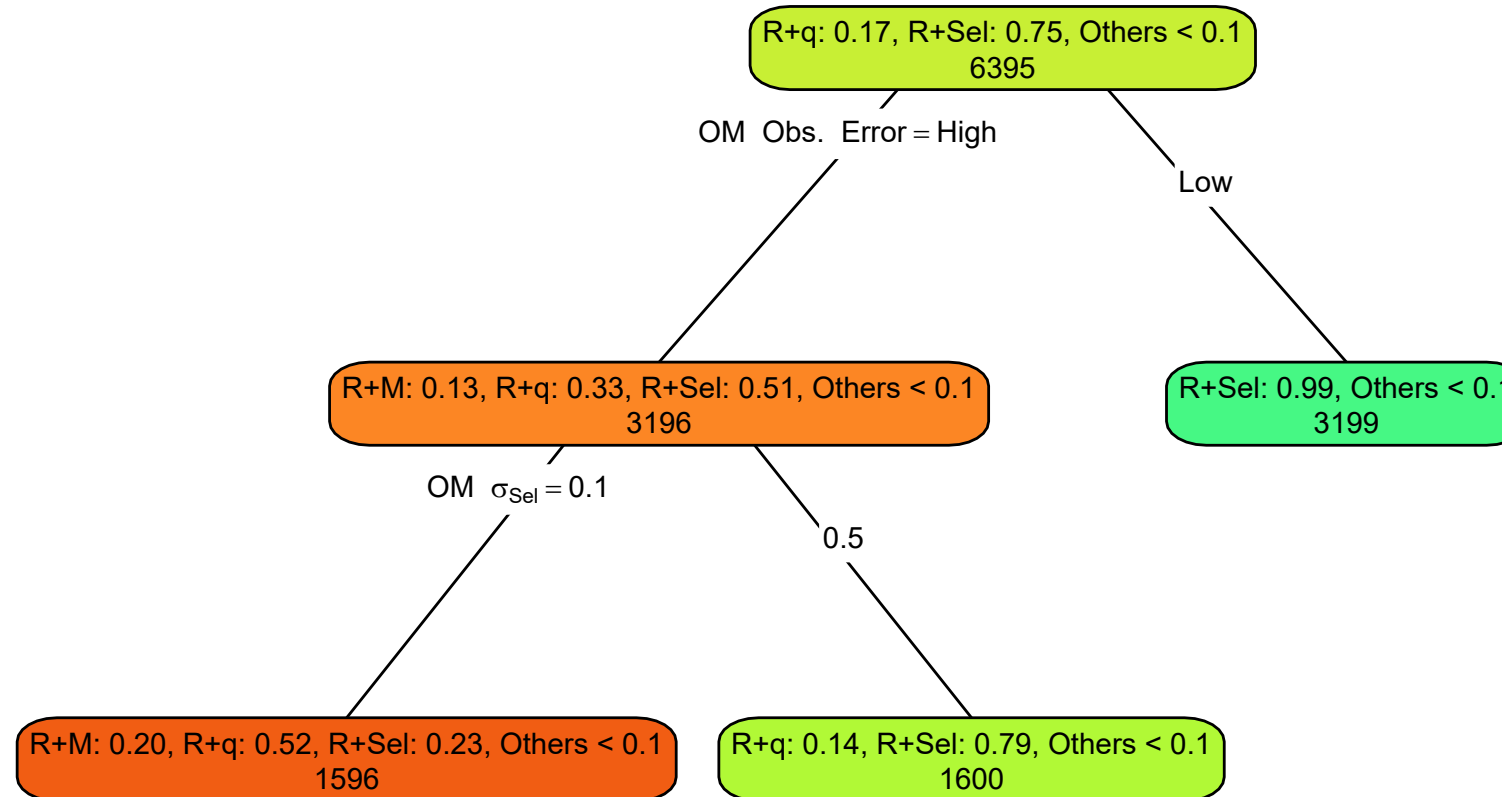 R+q: 0.17, R+Sel: 0.75, Others < 0.1
6395
OM Obs. Error = High
Low
R+M: 0.13, R+q: 0.33, R+Sel: 0.51, Others < 0.1
3196
R+Sel: 0.99, Others < 0.1
3199
OM σSel = 0.1
0.5
R+M: 0.20, R+q: 0.52, R+Sel: 0.23, Others < 0.1
1596
R+q: 0.14, R+Sel: 0.79, Others < 0.1
1600